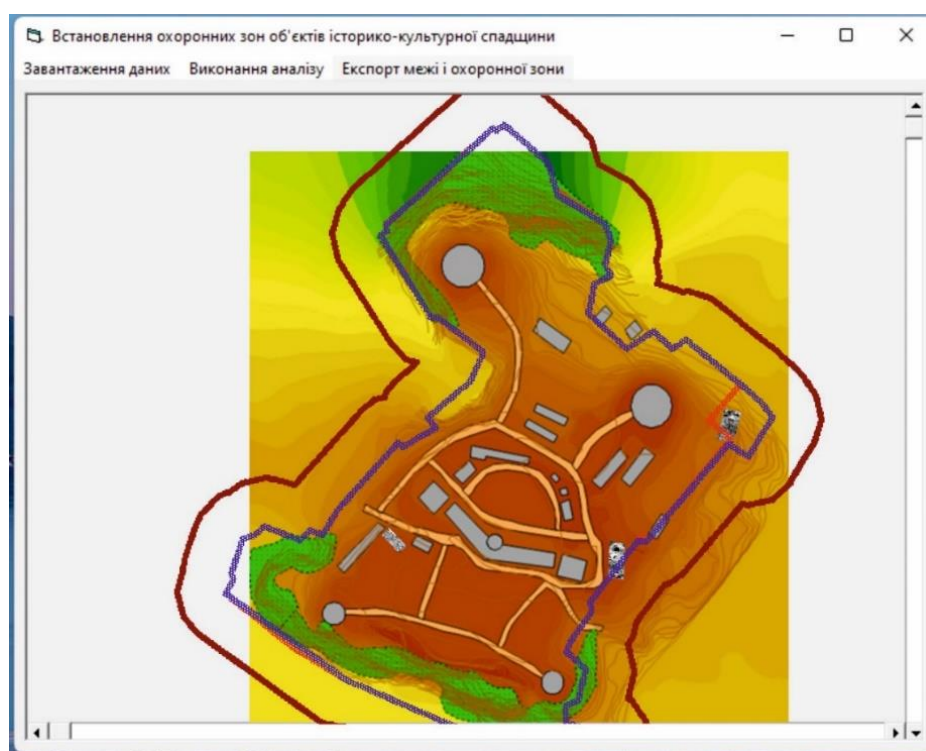 Встановлення охоронних зон об'єктів історико-культурної спадщини
Завантаження даних Виконання аналізу Експорт межі і охоронної зони